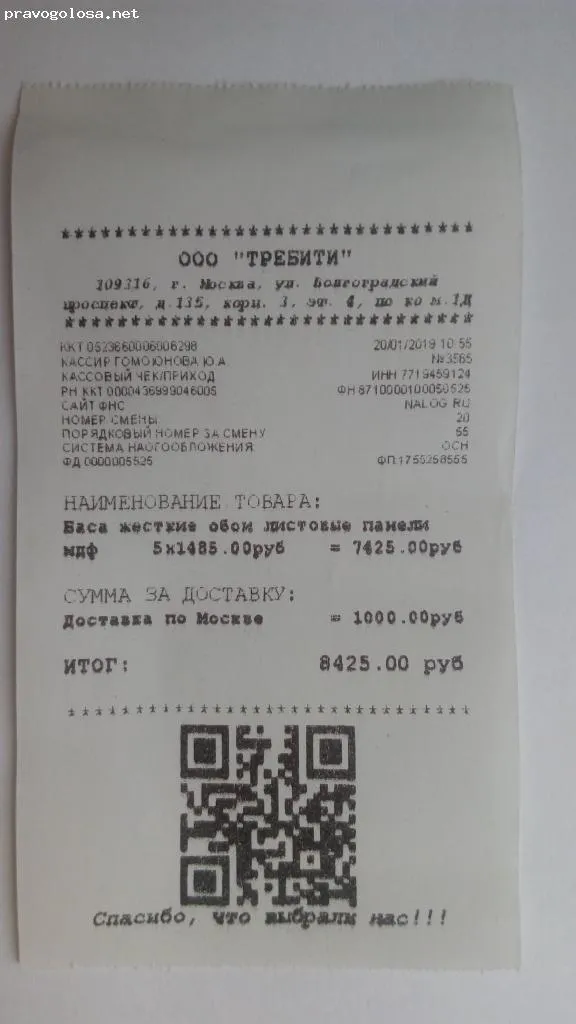 pravogolosa.net
*******************************
ООО "ТРЕБИТИ"
109316, г. Москва, ул. Волгоградский
проспект, д.135, корп. 3, эт. 4, по ко м.1Д
*******************************
ККТ 0523660006006298 20/01/2019 10:55
КАССИР ГОМОЮНОВА Ю.А. №3565
КАССОВЫЙ ЧЕК/ПРИХОД ИНН 7719459124
РН ККТ 0000436999046005 ФН 8710000100050525
САЙТ ФНС NALOG.RU
НОМЕР СМЕНЫ 20
ПОРЯДКОВЫЙ НОМЕР ЗА СМЕНУ 55
СИСТЕМА НАОГООБЛОЖЕНИЯ: ОСН
ФД 0000005525 ФП:1755258555
НАИМЕНОВАНИЕ ТОВАРА:
Баса жесткие обои листовые панели
мдф 5х1485.00руб = 7425.00руб
СУММА ЗА ДОСТАВКУ:
Доставка по Москве = 1000.00руб
ИТОГ: 8425.00 руб
*******************************
Спасибо, что выбрали нас!!!